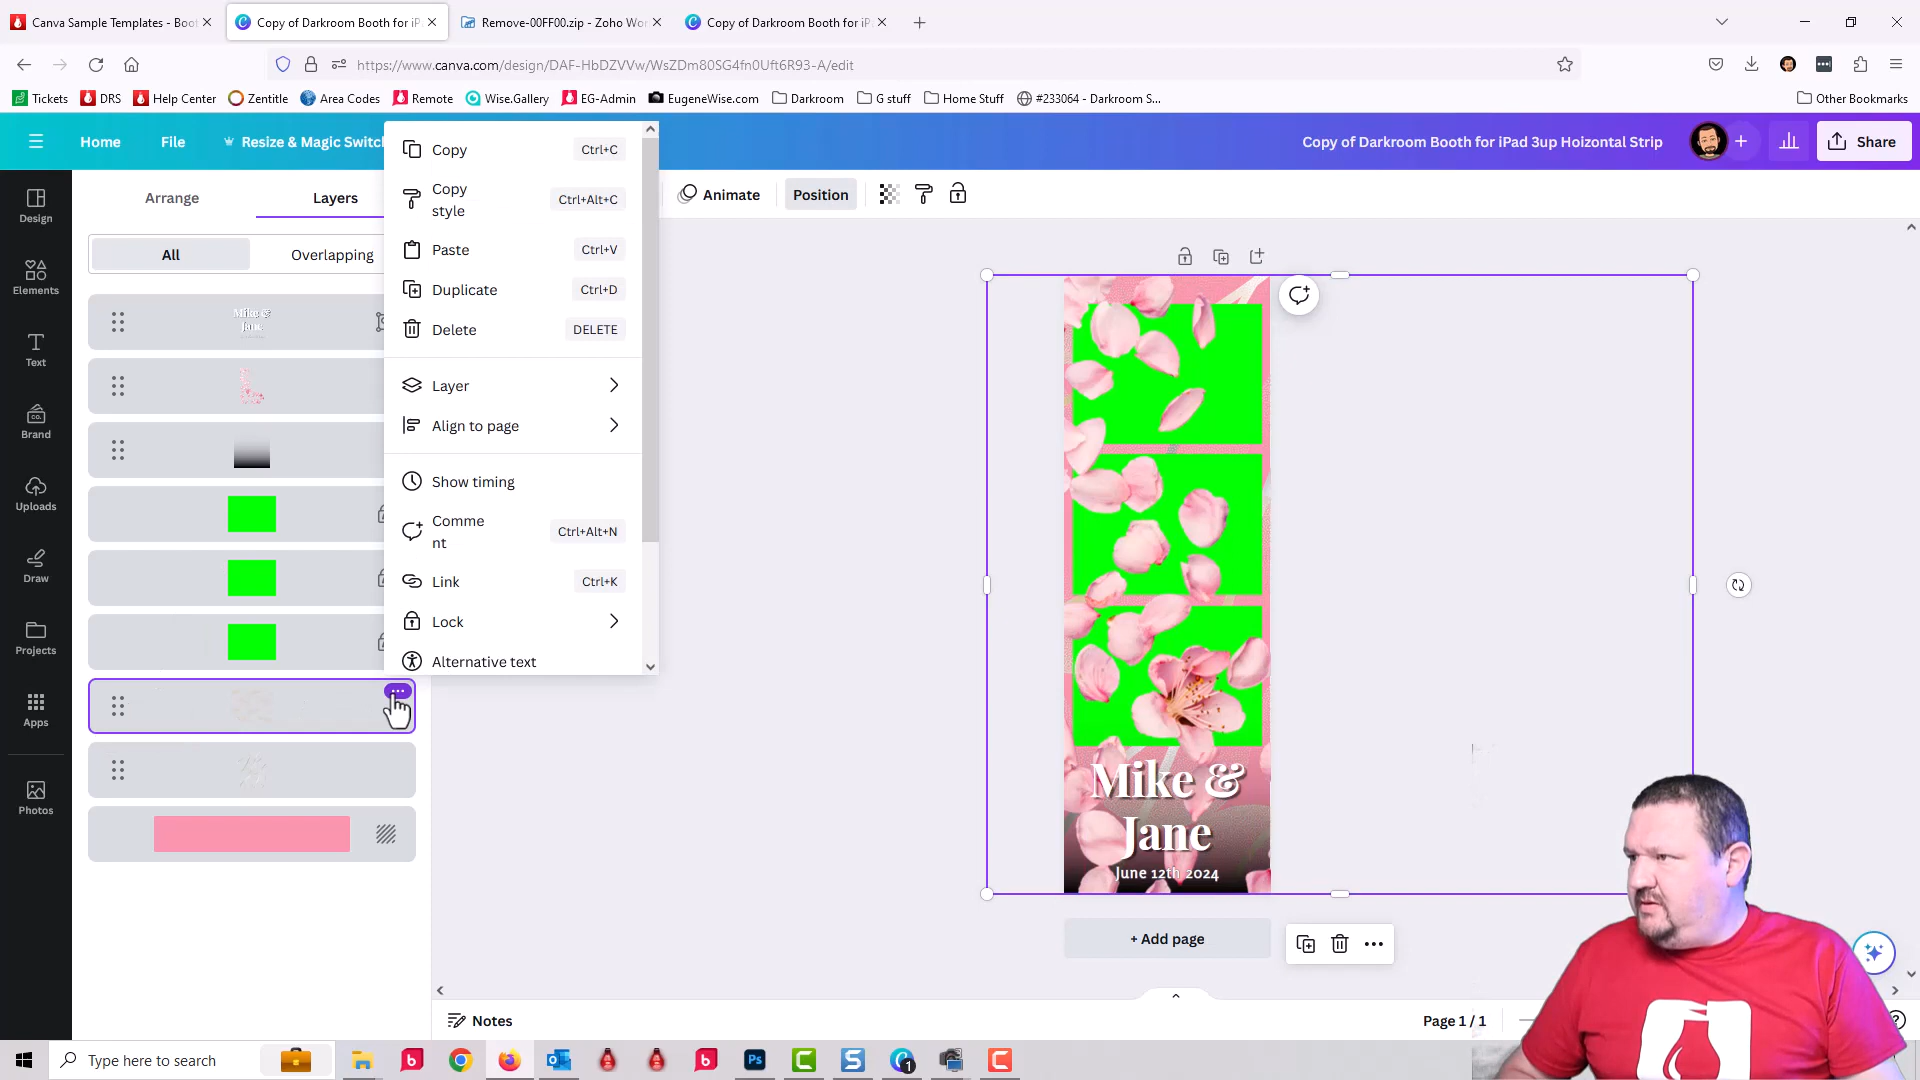 Canva Sample Templates - Boo
Copy of Darkroom Booth for iP
Remove-00FF00.zip - Zoho Wo
Copy of Darkroom Booth for iP
https://www.canva.com/design/DAF-HbDZVVw/WsZDm80SG4fn0Uft6R93-A/edit
Tickets
DRS
Help Center
Zentitle
Area Codes
Remote
Wise.Gallery
EG-Admin
EugeneWise.com
Darkroom
G stuff
Home Stuff
#233064 - Darkroom S...
Other Bookmarks
Home
File
Resize & Magic Switch
Copy of Darkroom Booth for iPad 3up Hoizontal Strip
Share
Design
Elements
Text
Brand
Uploads
Draw
Projects
Apps
Photos
Arrange
Layers
All
Overlapping
Mike &
Jane
Copy Ctrl+C
Copy
style Ctrl+Alt+C
Paste Ctrl+V
Duplicate Ctrl+D
Delete DELETE
Layer
Align to page
Show timing
Comme
nt Ctrl+Alt+N
Link Ctrl+K
Lock
Alternative text
Animate
Position
Mike &
Jane
June 12th 2024
+ Add page
Notes
Page 1 / 1
Type here to search
Ps